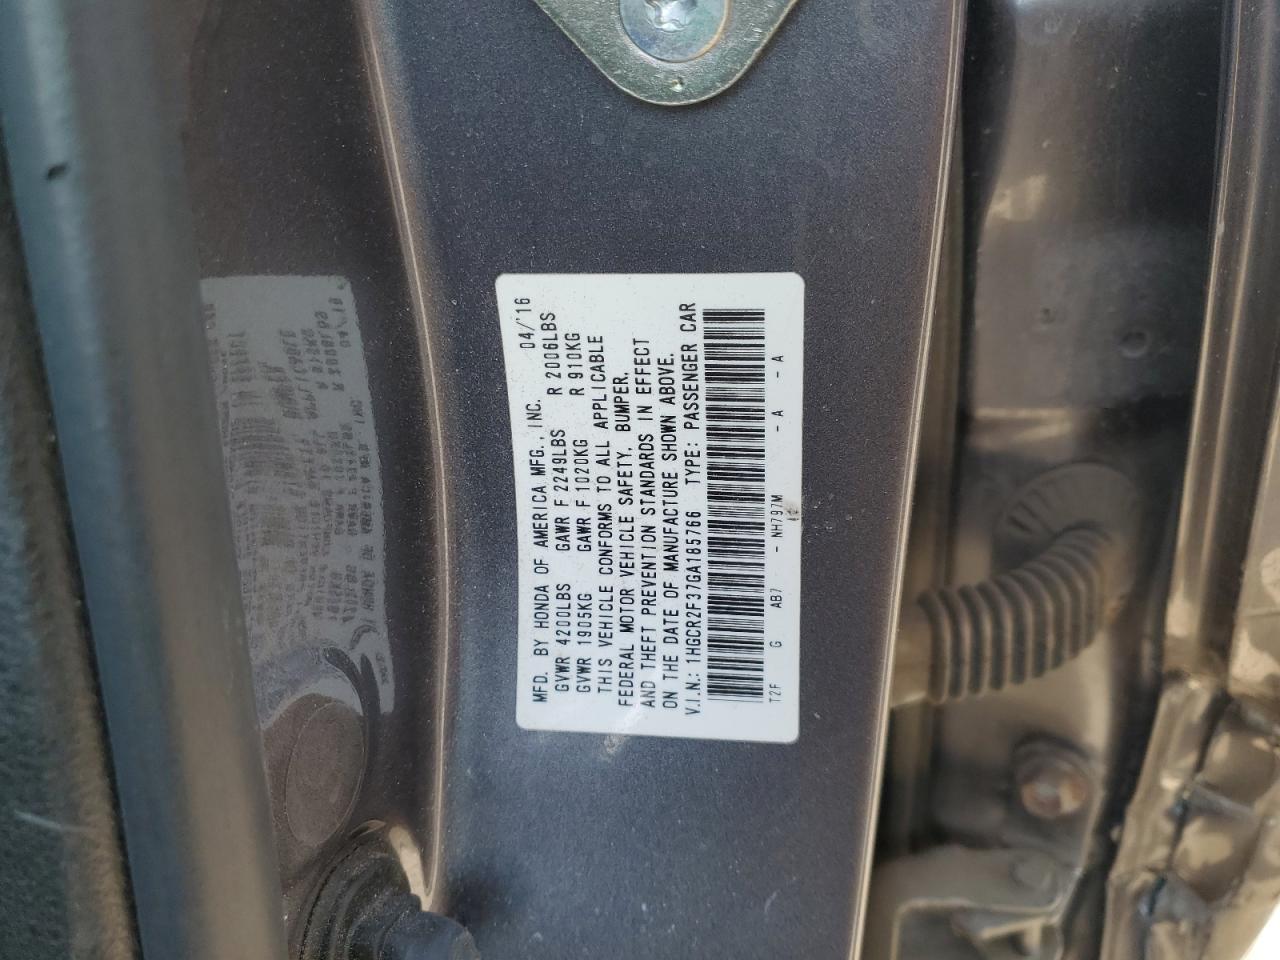 MFD. BY HONDA OF AMERICA MFG., INC. 04/'16
GVWR 4200LBS GAWR F 2249LBS R 2006LBS
GVWR 1905KG GAWR F 1020KG R 910KG
THIS VEHICLE CONFORMS TO ALL APPLICABLE
FEDERAL MOTOR VEHICLE SAFETY, BUMPER,
AND THEFT PREVENTION STANDARDS IN EFFECT
ON THE DATE OF MANUFACTURE SHOWN ABOVE.
V.I.N.: 1HGCR2F37GA185766 TYPE: PASSENGER CAR
T2F G AB7 - NH797M - A - A